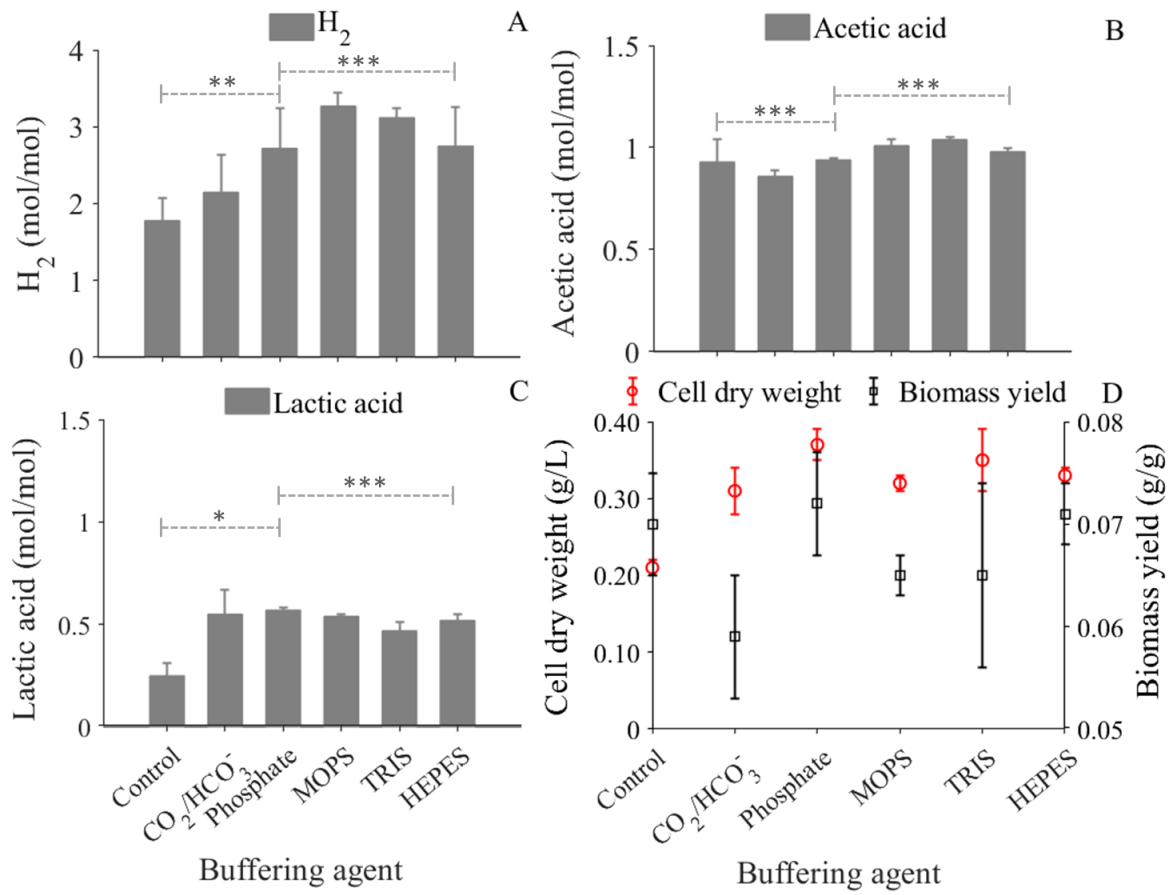 H2
A
4
3
2
1
0
H2 (mol/mol)
**
***
Acetic acid
B
1.5
1
0.5
0
Acetic acid (mol/mol)
***
***
Lactic acid
C
1.5
1
0.5
0
Lactic acid (mol/mol)
*
***
Control
CO2/HCO3-
Phosphate
MOPS
TRIS
HEPES
Buffering agent
Cell dry weight
Biomass yield
D
0.40
0.30
0.20
0.10
0
Cell dry weight (g/L)
0.08
0.07
0.06
0.05
Biomass yield (g/g)
Control
CO2/HCO3-
Phosphate
MOPS
TRIS
HEPES
Buffering agent